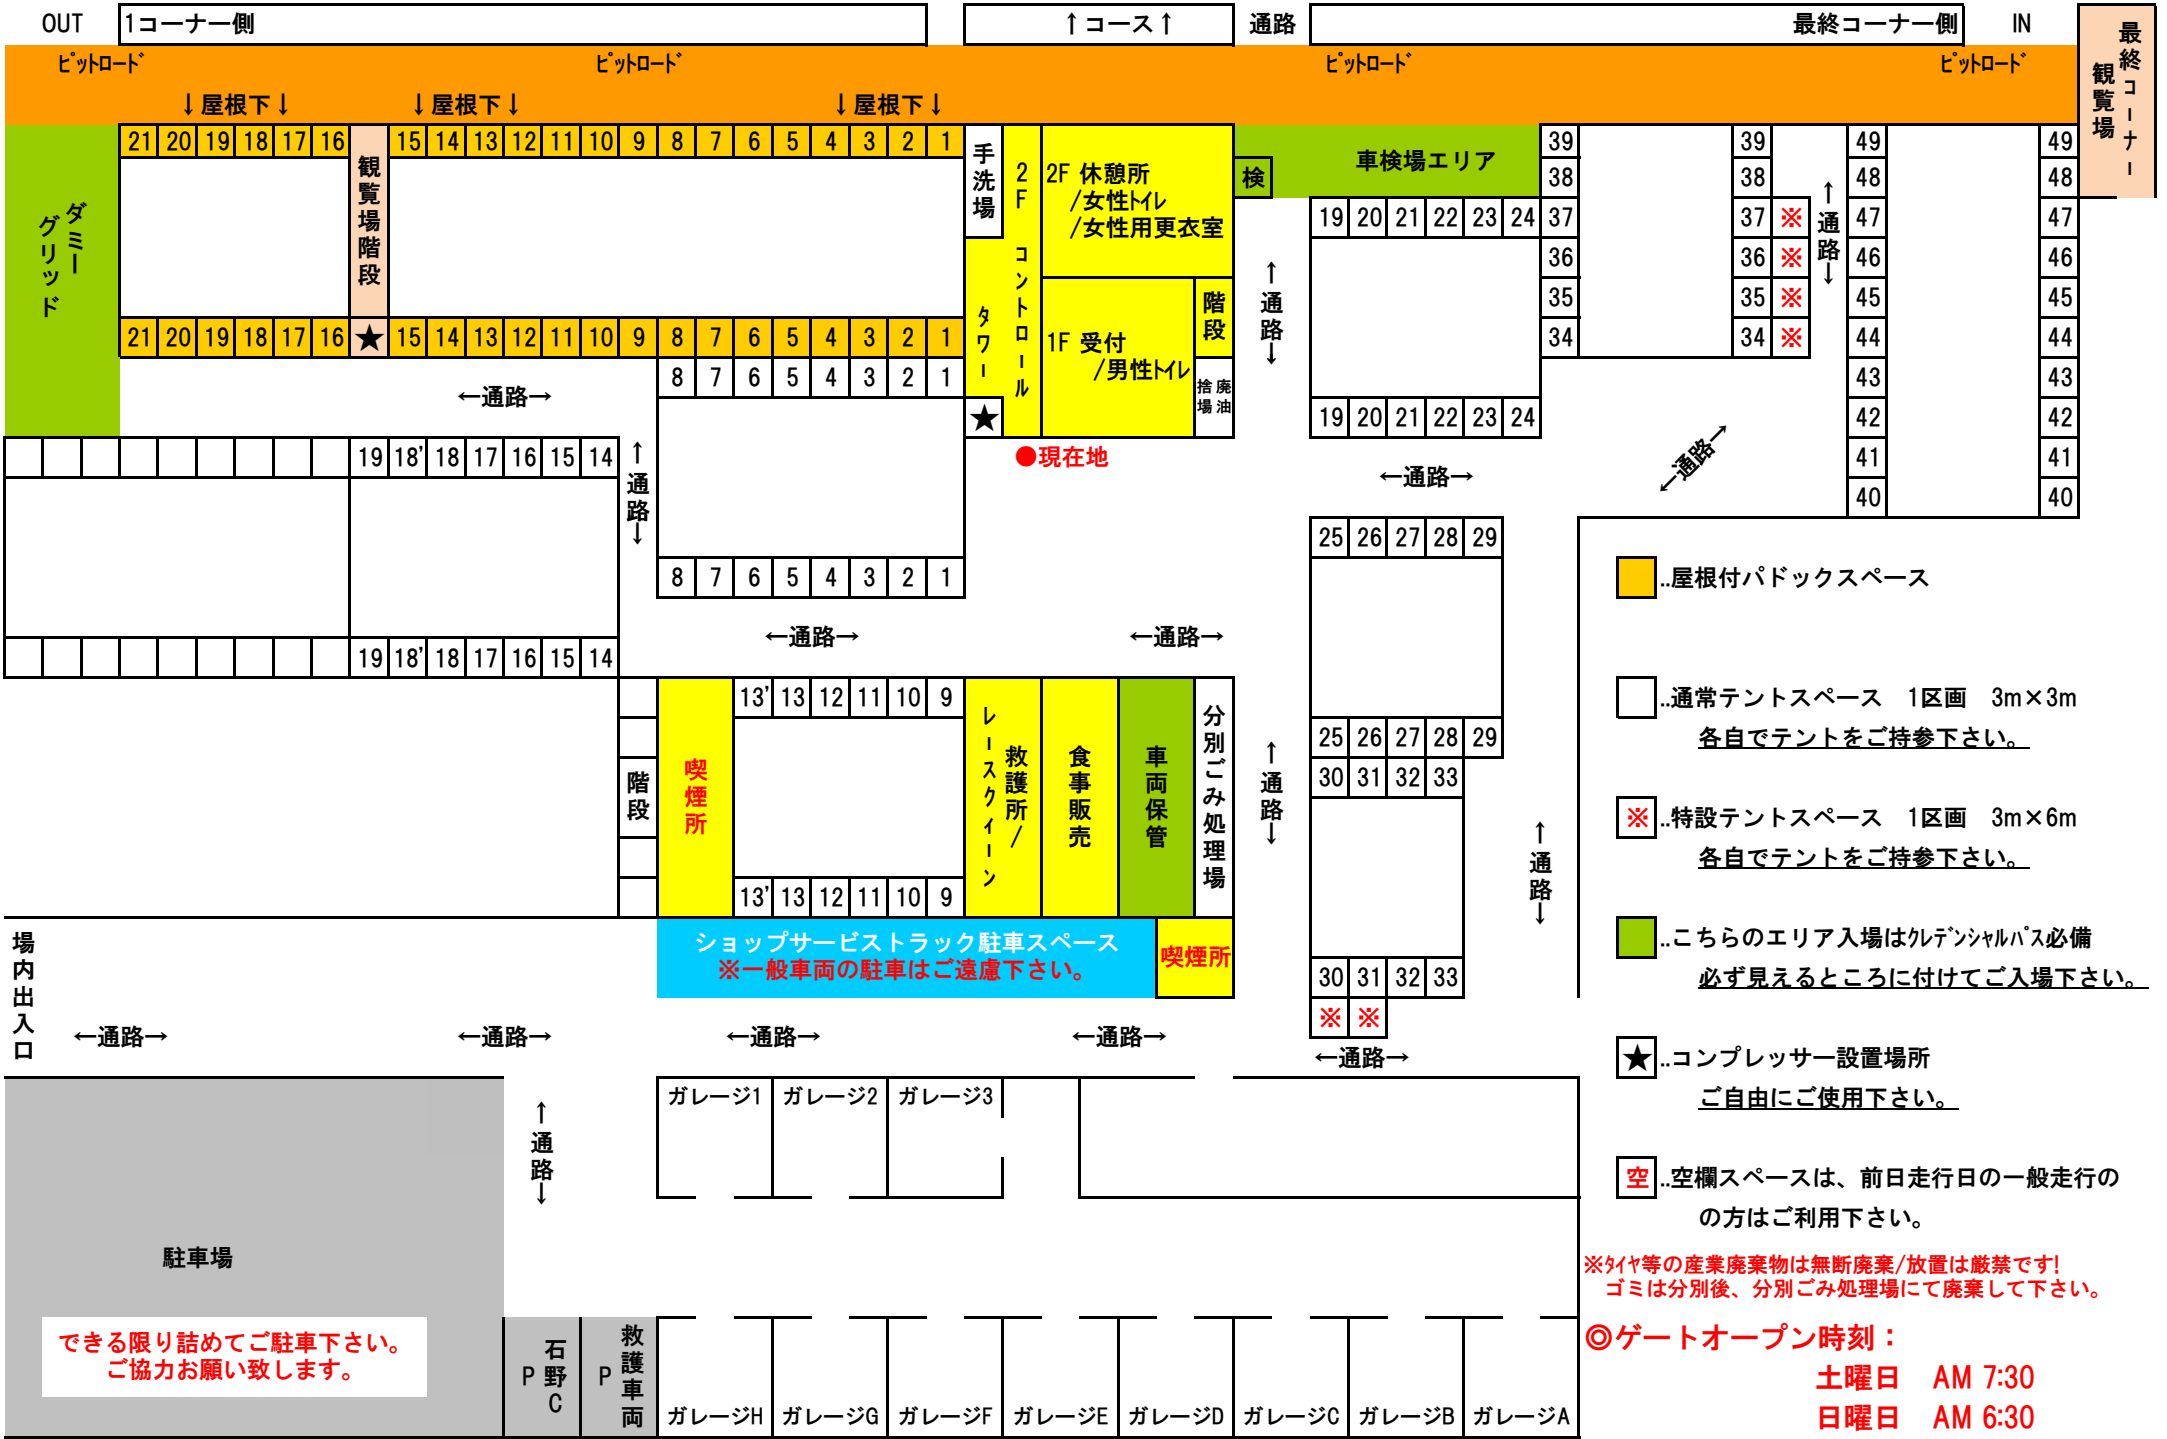 OUT 1コーナー側 ↑コース↑ 通路 最終コーナー側 IN
最終コーナー
観覧場
ﾋﾟｯﾄﾛｰﾄﾞ ﾋﾟｯﾄﾛｰﾄﾞ ﾋﾟｯﾄﾛｰﾄﾞ ﾋﾟｯﾄﾛｰﾄﾞ
↓屋根下↓ ↓屋根下↓ ↓屋根下↓
21 20 19 18 17 16 15 14 13 12 11 10 9 8 7 6 5 4 3 2 1
観覧場階段
手洗場
2F コントロール
タワー
2F 休憩所
/女性ﾄｲﾚ
/女性用更衣室
1F 受付
/男性ﾄｲﾚ
階段
廃油
捨場
★
検
車検場エリア
ダミー
グリッド
21 20 19 18 17 16 ★ 15 14 13 12 11 10 9 8 7 6 5 4 3 2 1
8 7 6 5 4 3 2 1
←通路→
39 39 49 49
38 38 48 48
19 20 21 22 23 24 37 37 ※ 47 47
36 36 ※ 46 46
35 35 ※ 45 45
34 34 ※ 44 44
43 43
19 20 21 22 23 24 42 42
41 41
40 40
↑通路↓
↑通路↓
●現在地
←通路→
←通路→
19 18' 18 17 16 15 14
↑通路↓
8 7 6 5 4 3 2 1
25 26 27 28 29
←通路→ ←通路→
19 18' 18 17 16 15 14
13' 13 12 11 10 9
階段
喫煙所
救護所/
レースクィーン
食事販売
車両保管
分別ごみ処理場
↑通路↓
25 26 27 28 29
30 31 32 33
↑通路↓
13' 13 12 11 10 9
ショップサービストラック駐車スペース
※一般車両の駐車はご遠慮下さい。
喫煙所
30 31 32 33
※ ※
場内出入口
←通路→ ←通路→ ←通路→ ←通路→ ←通路→
ガレージ1 ガレージ2 ガレージ3
↑通路↓
駐車場
できる限り詰めてご駐車下さい。
ご協力お願い致します。
石野C
P
救護車両
P
ガレージH ガレージG ガレージF ガレージE ガレージD ガレージC ガレージB ガレージA
..屋根付パドックスペース
..通常テントスペース 1区画 3m×3m
各自でテントをご持参下さい。
※ ..特設テントスペース 1区画 3m×6m
各自でテントをご持参下さい。
..こちらのエリア入場はｸﾚﾃﾞﾝｼｬﾙﾊﾟｽ必備
必ず見えるところに付けてご入場下さい。
★ ..コンプレッサー設置場所
ご自由にご使用下さい。
空 ..空欄スペースは、前日走行日の一般走行の
の方はご利用下さい。
※ﾀｲﾔ等の産業廃棄物は無断廃棄/放置は厳禁です!
ゴミは分別後、分別ごみ処理場にて廃棄して下さい。
◎ゲートオープン時刻：
土曜日 AM 7:30
日曜日 AM 6:30